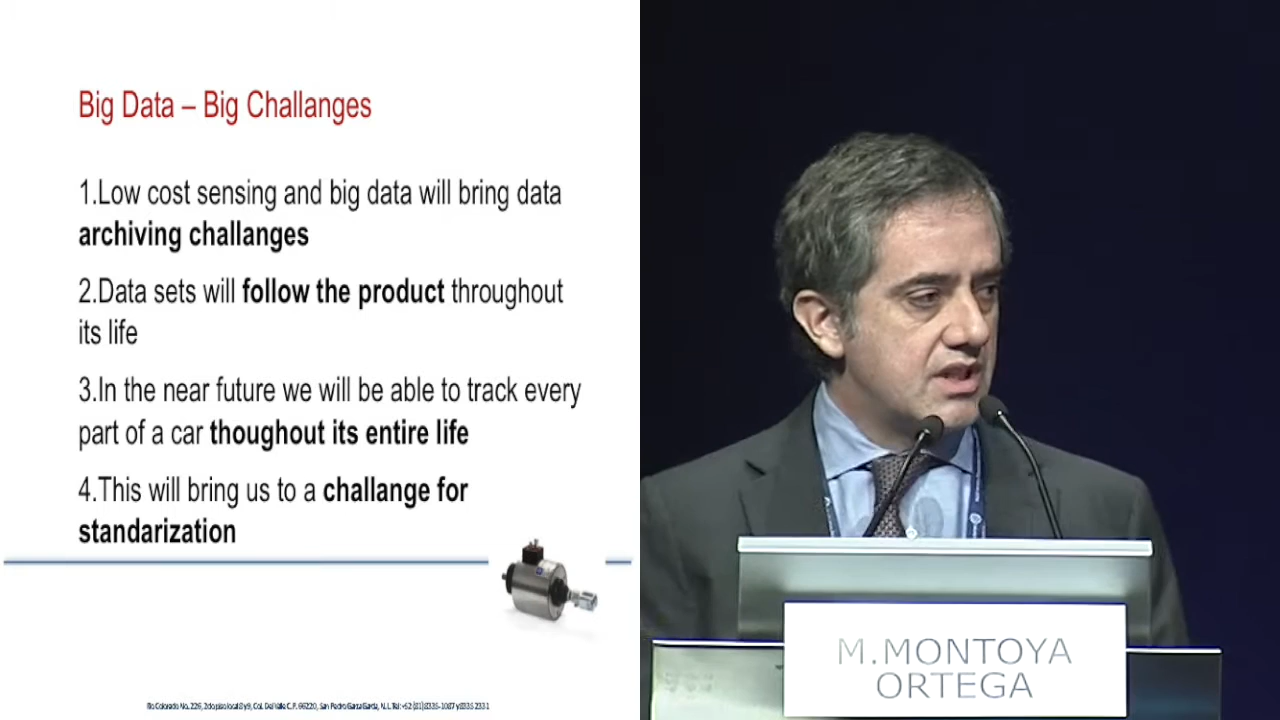 Big Data – Big Challanges
1.Low cost sensing and big data will bring data
archiving challanges
2.Data sets will follow the product throughout
its life
3.In the near future we will be able to track every
part of a car thoughout its entire life
4.This will bring us to a challange for
standarization
M.MONTOYA
ORTEGA